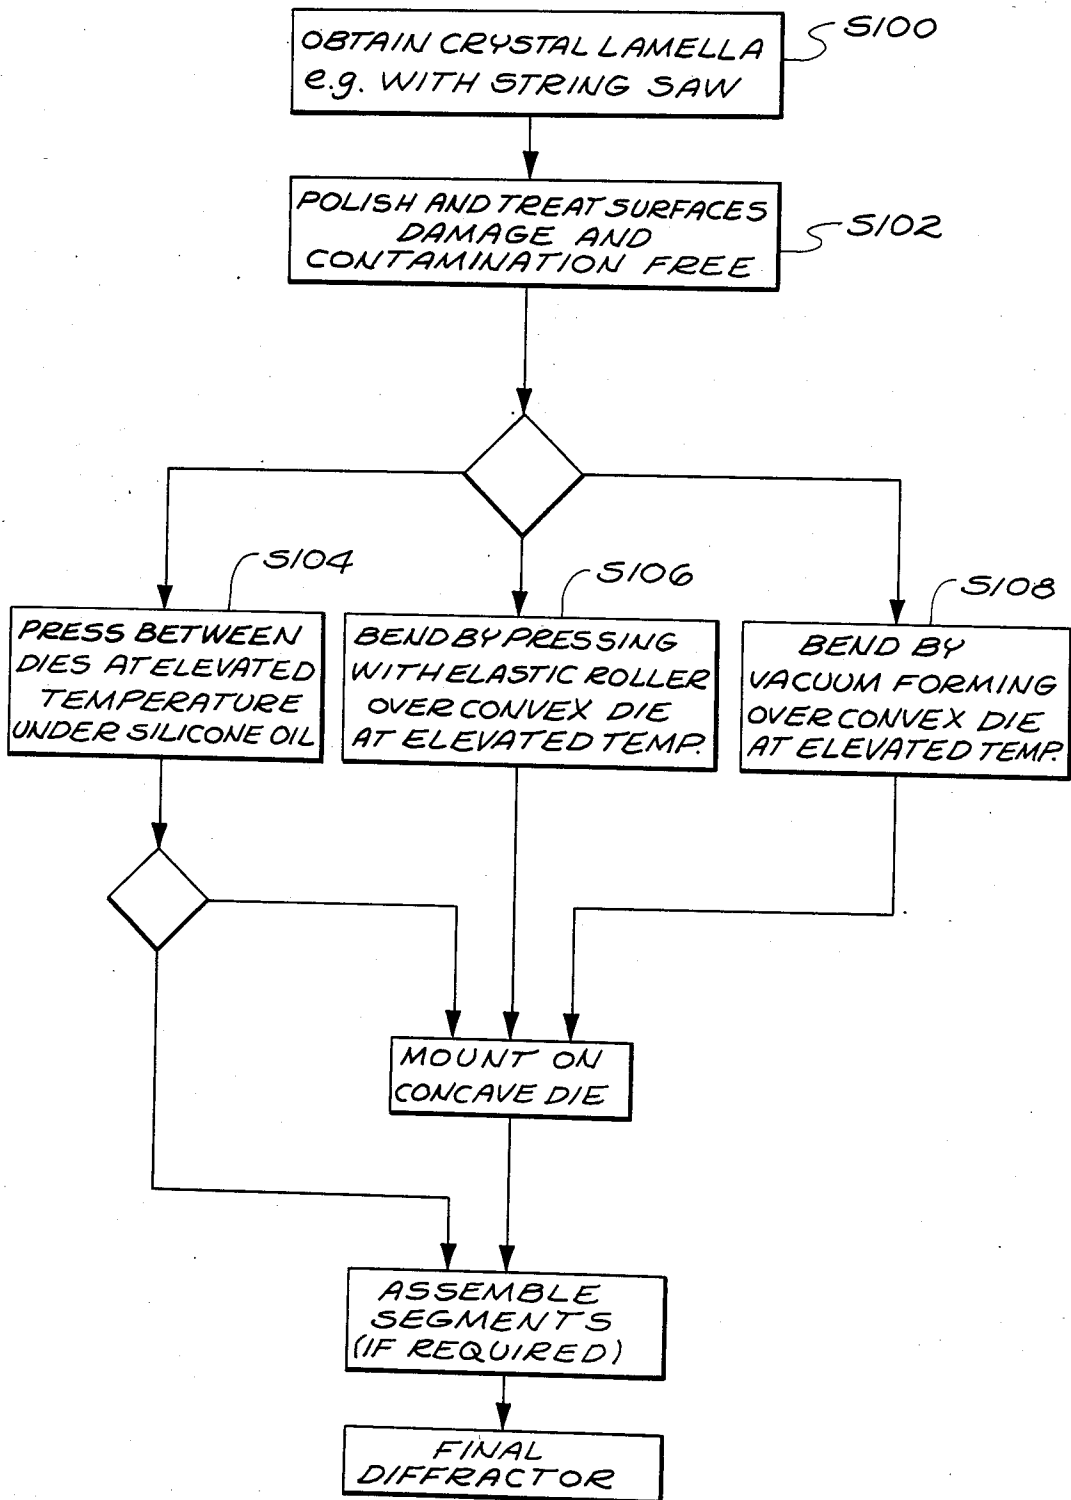 OBTAIN CRYSTAL LAMELLA
e.g. WITH STRING SAW
S100
POLISH AND TREAT SURFACES
DAMAGE AND
CONTAMINATION FREE
S102
S104
PRESS BETWEEN
DIES AT ELEVATED
TEMPERATURE
UNDER SILICONE OIL
S106
BEND BY PRESSING
WITH ELASTIC ROLLER
OVER CONVEX DIE
AT ELEVATED TEMP.
S108
BEND BY
VACUUM FORMING
OVER CONVEX DIE
AT ELEVATED TEMP.
MOUNT ON
CONCAVE DIE
ASSEMBLE
SEGMENTS
(IF REQUIRED)
FINAL
DIFFRACTOR